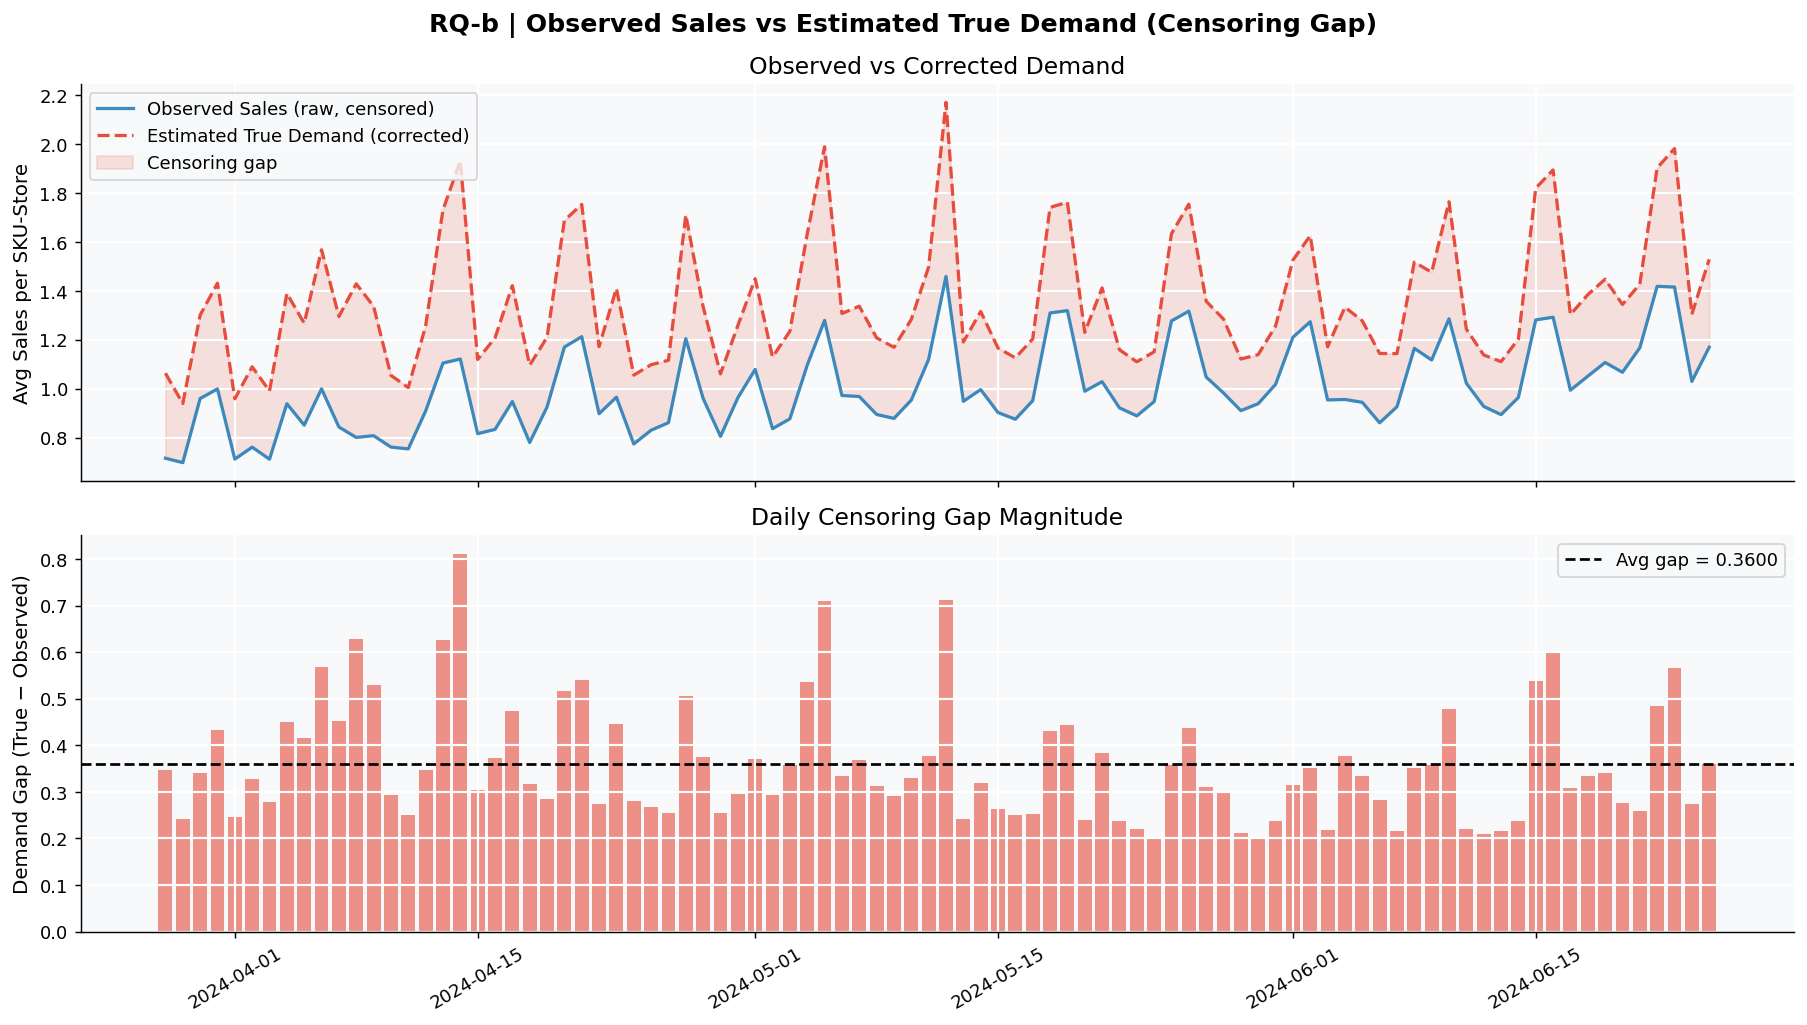 RQ-b | Observed Sales vs Estimated True Demand (Censoring Gap)
Observed vs Corrected Demand
Observed Sales (raw, censored)
Estimated True Demand (corrected)
Censoring gap
Avg Sales per SKU-Store
2.2
2.0
1.8
1.6
1.4
1.2
1.0
0.8
Daily Censoring Gap Magnitude
Avg gap = 0.3600
Demand Gap (True − Observed)
0.8
0.7
0.6
0.5
0.4
0.3
0.2
0.1
0.0
2024-04-01
2024-04-15
2024-05-01
2024-05-15
2024-06-01
2024-06-15